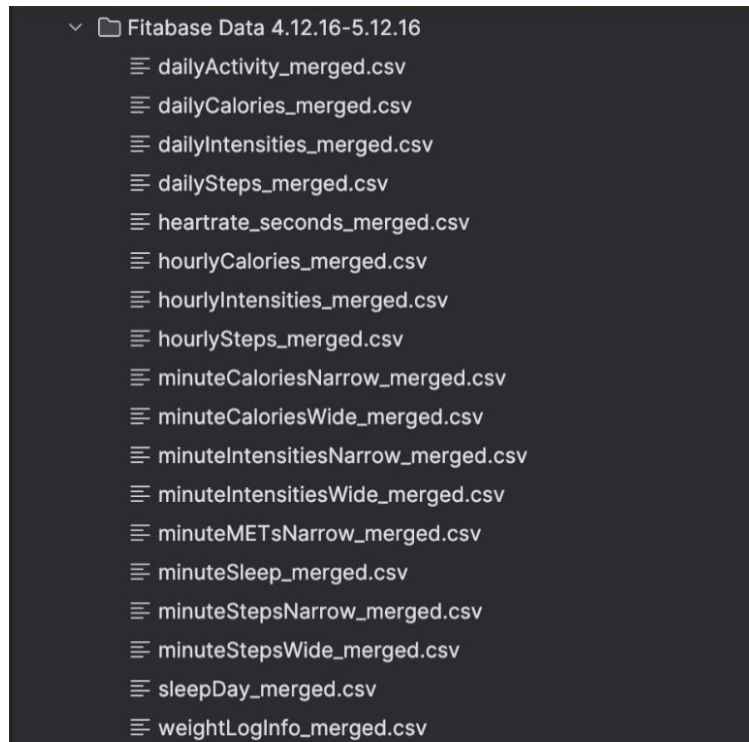 Fitabase Data 4.12.16-5.12.16
dailyActivity_merged.csv
dailyCalories_merged.csv
dailyIntensities_merged.csv
dailySteps_merged.csv
heartrate_seconds_merged.csv
hourlyCalories_merged.csv
hourlyIntensities_merged.csv
hourlySteps_merged.csv
minuteCaloriesNarrow_merged.csv
minuteCaloriesWide_merged.csv
minuteIntensitiesNarrow_merged.csv
minuteIntensitiesWide_merged.csv
minuteMETsNarrow_merged.csv
minuteSleep_merged.csv
minuteStepsNarrow_merged.csv
minuteStepsWide_merged.csv
sleepDay_merged.csv
weightLogInfo_merged.csv